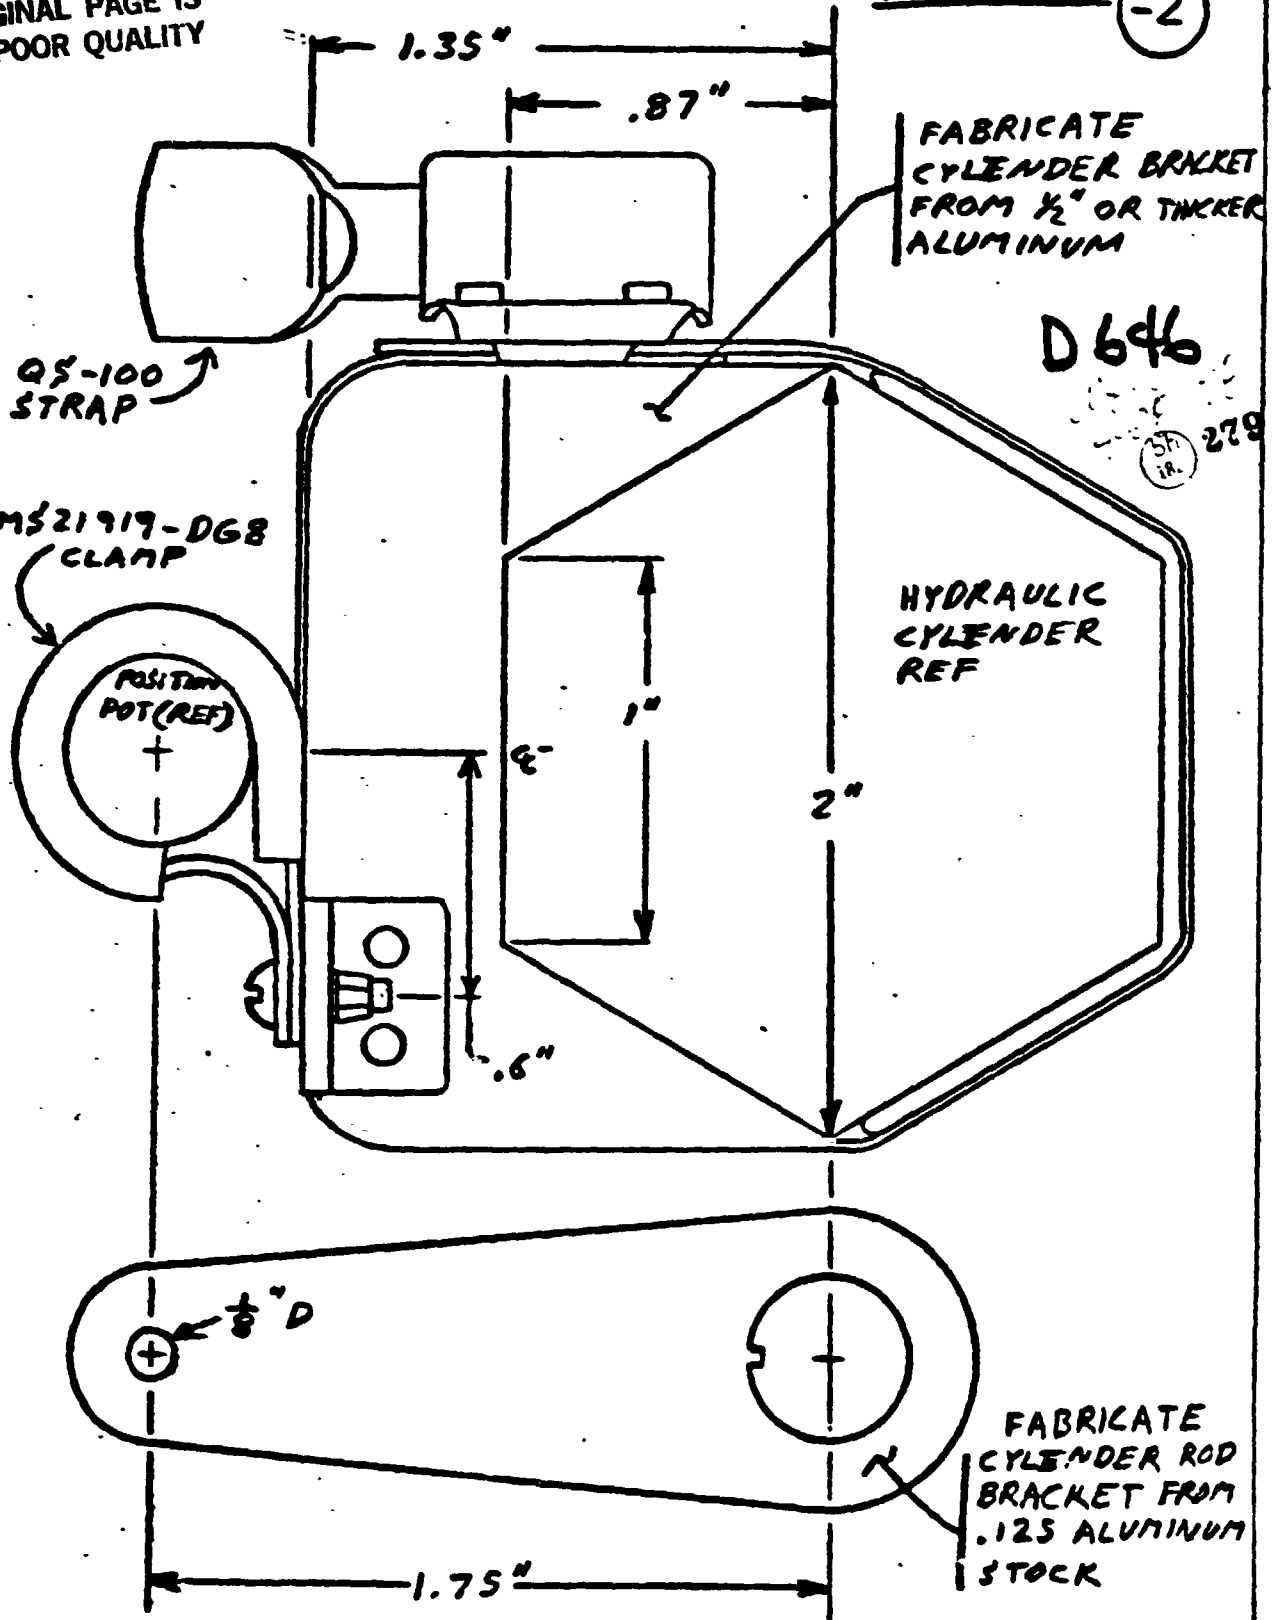 GINAL PAGE IS
POOR QUALITY
-2
1.35"
.87"
FABRICATE
CYLENDER BRACKET
FROM 1/2" OR THICKER
ALUMINUM
D646
279
QS-100
STRAP
MS21919-DG8
CLAMP
POSITION
POT (REF)
HYDRAULIC
CYLENDER
REF
1"
℄
2"
.6"
1/8" D
FABRICATE
CYLENDER ROD
BRACKET FROM
.125 ALUMINUM
STOCK
1.75"